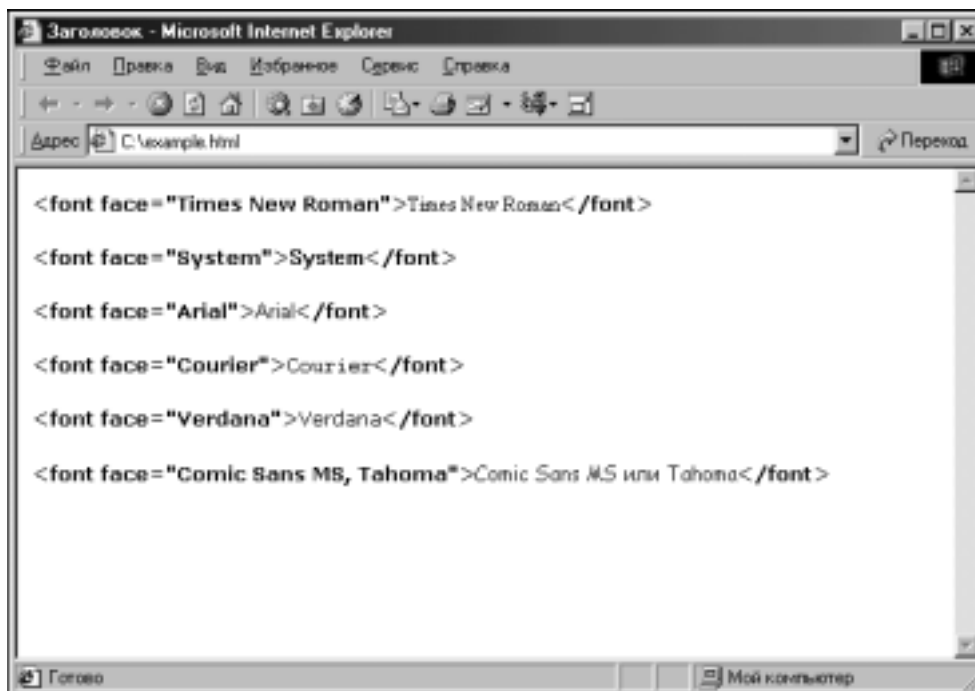 Заголовок - Microsoft Internet Explorer
Файл Правка Вид Избранное Сервис Справка
Адрес C:\example.html Переход
<font face="Times New Roman">Times New Roman</font>
<font face="System">System</font>
<font face="Arial">Arial</font>
<font face="Courier">Courier</font>
<font face="Verdana">Verdana</font>
<font face="Comic Sans MS, Tahoma">Comic Sans MS или Tahoma</font>
Готово Мой компьютер